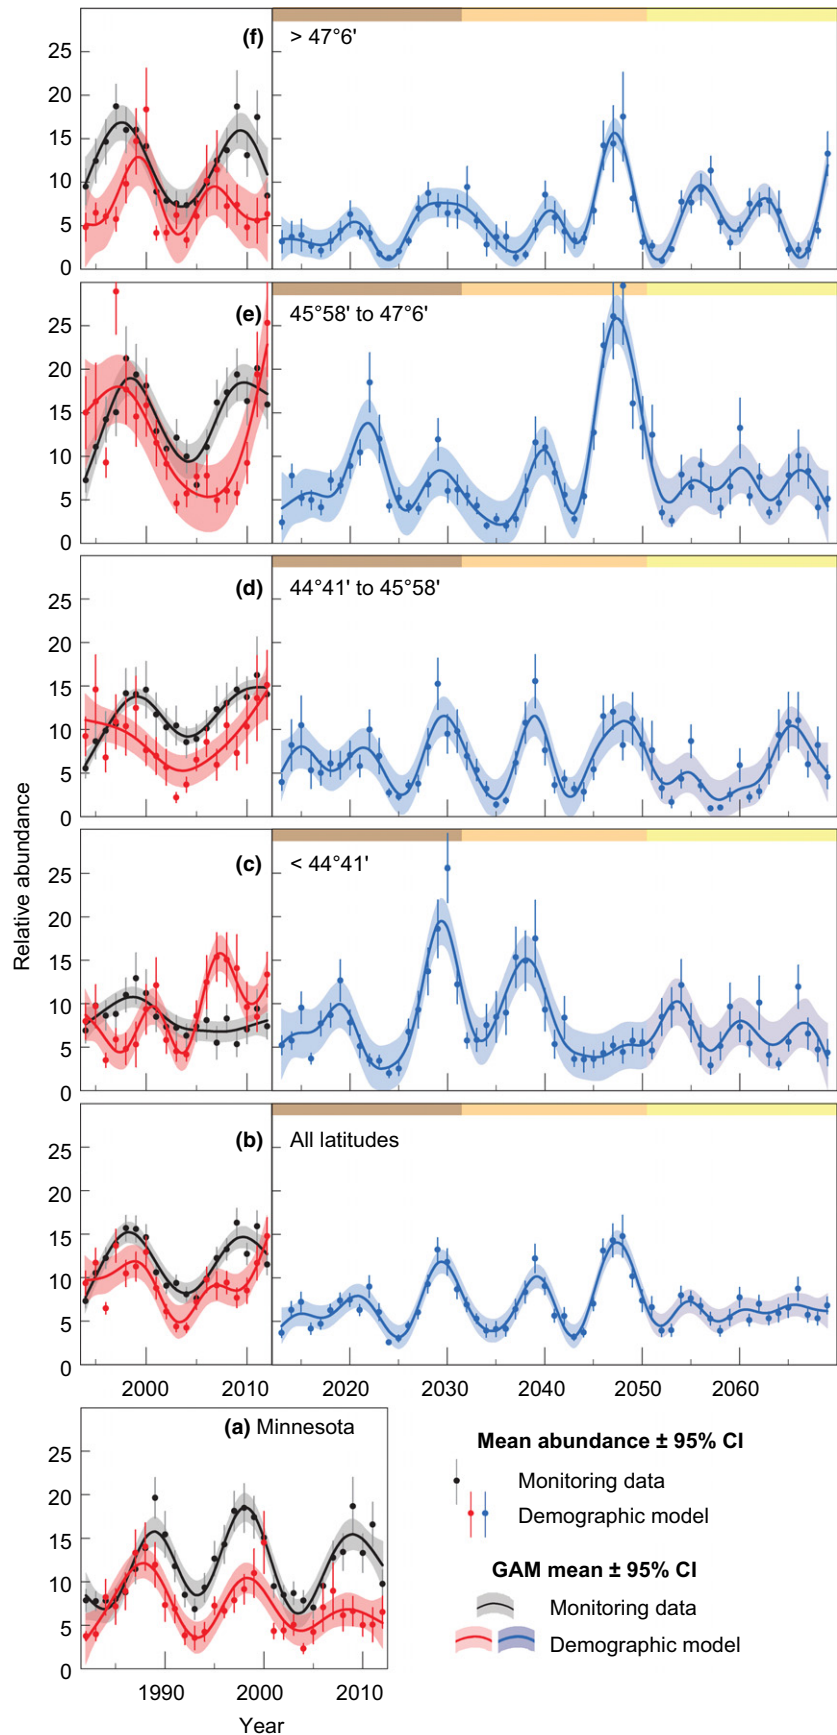 (f)
> 47°6'
25
20
15
10
5
0
(e)
45°58' to 47°6'
25
20
15
10
5
0
(d)
44°41' to 45°58'
25
20
15
10
5
0
(c)
< 44°41'
25
20
15
10
5
0
(b)
All latitudes
25
20
15
10
5
0
Relative abundance
2000 2010 2020 2030 2040 2050 2060
(a) Minnesota
25
20
15
10
5
0
1990 2000 2010
Year
Mean abundance ± 95% CI
Monitoring data
Demographic model
GAM mean ± 95% CI
Monitoring data
Demographic model